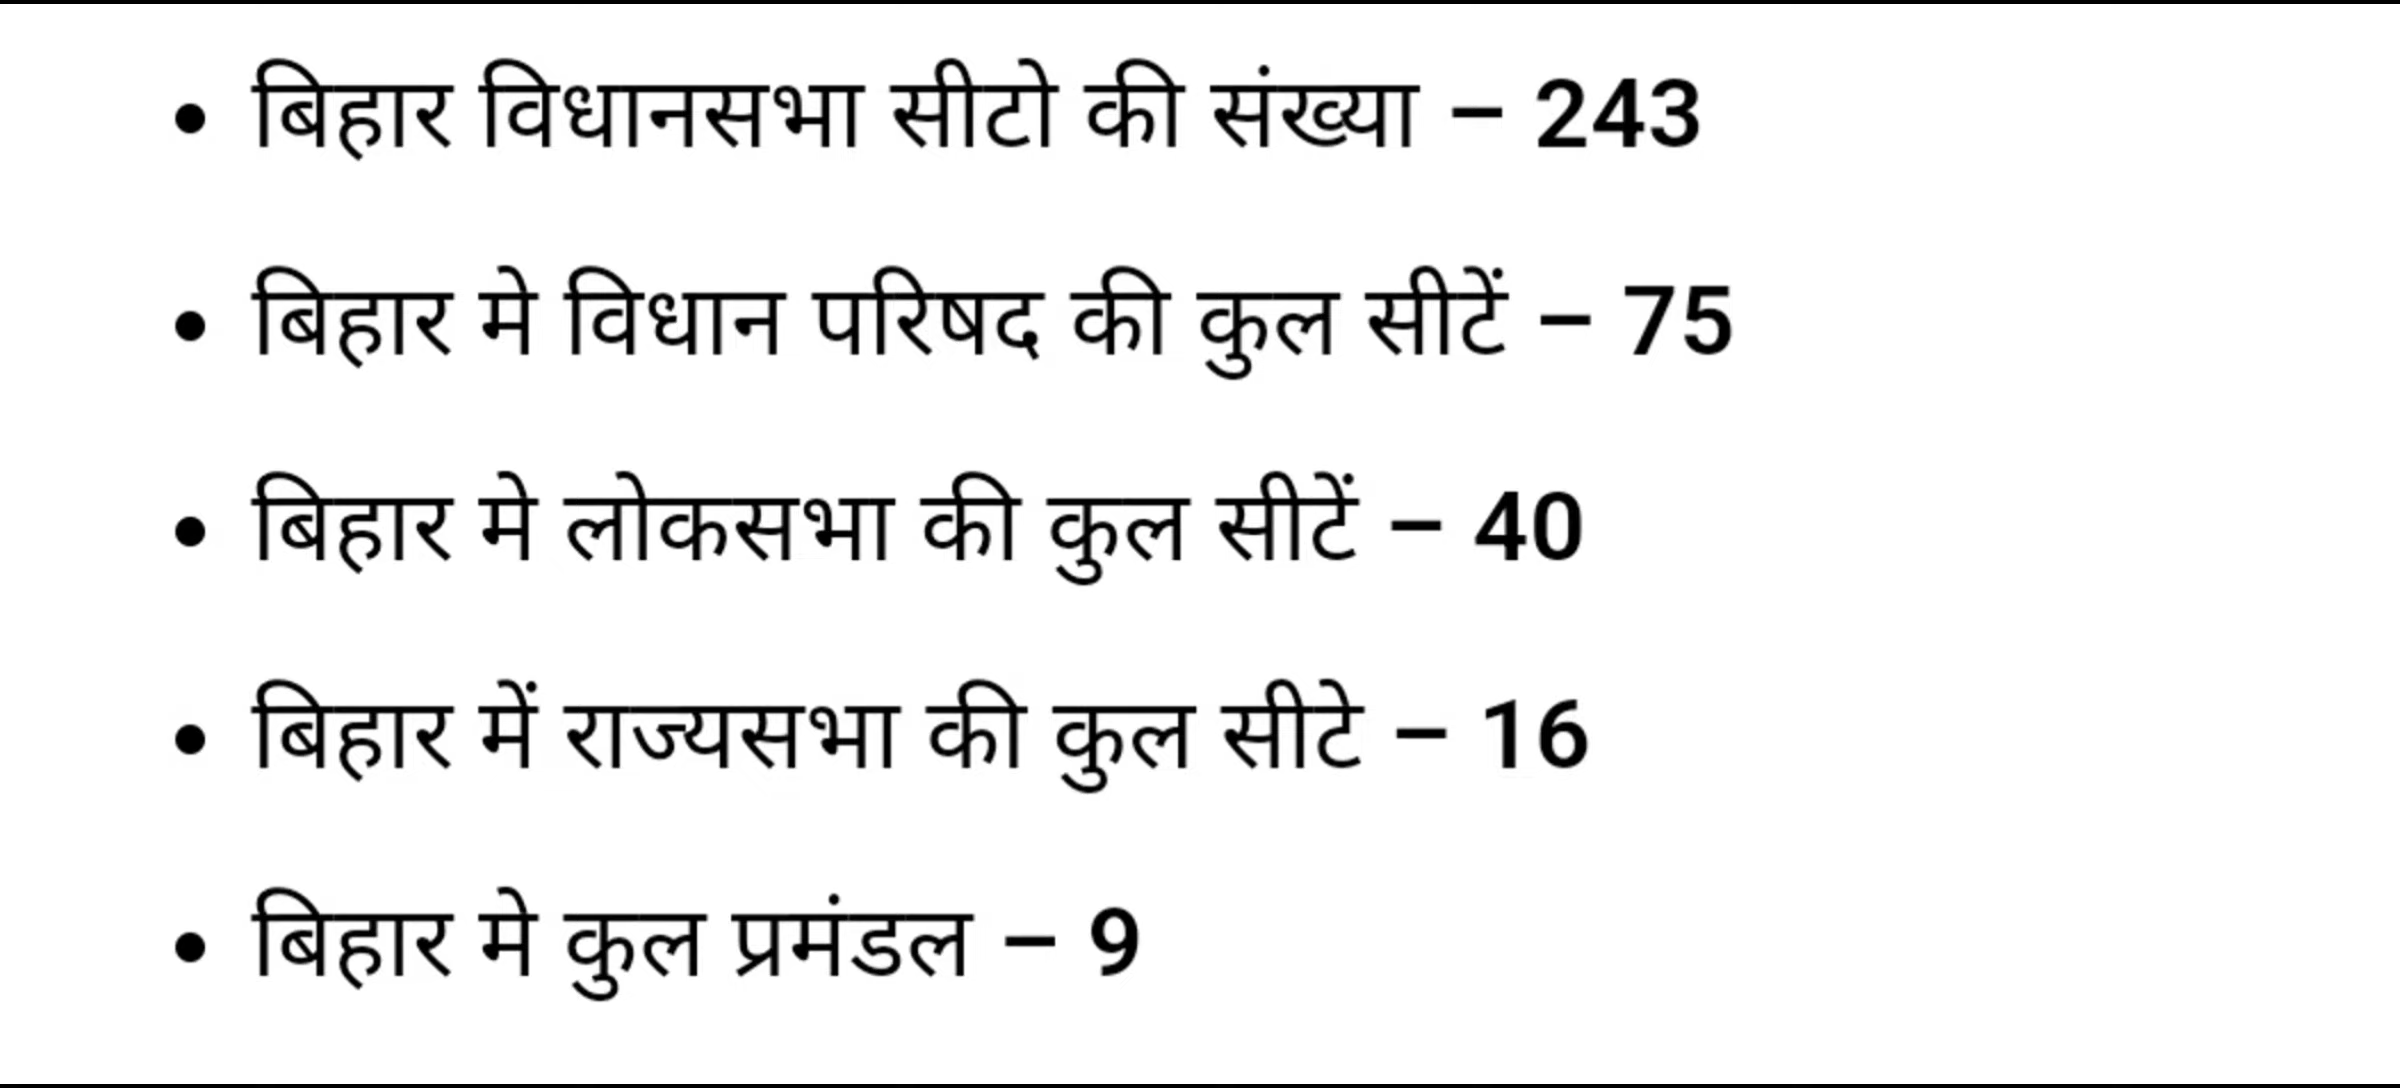 • बिहार विधानसभा सीटो की संख्या – 243
• बिहार मे विधान परिषद की कुल सीटें – 75
• बिहार मे लोकसभा की कुल सीटें – 40
• बिहार में राज्यसभा की कुल सीटे – 16
• बिहार मे कुल प्रमंडल – 9